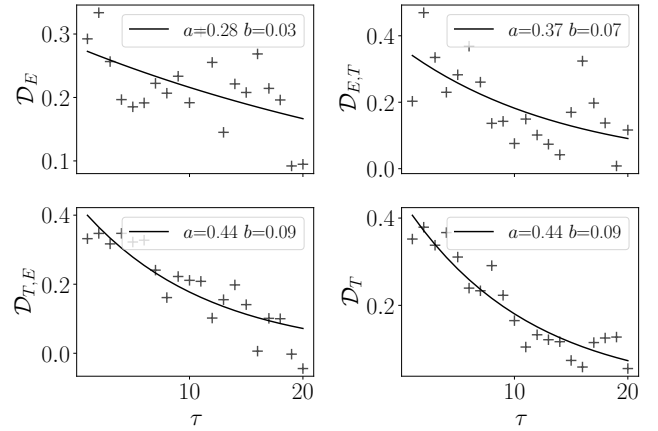 a=0.28 b=0.03
a=0.37 b=0.07
0.3
0.2
0.1
𝒟_E
0.4
0.2
0.0
𝒟_{E,T}
a=0.44 b=0.09
a=0.44 b=0.09
0.4
0.2
0.0
𝒟_{T,E}
0.4
0.2
𝒟_T
10 20
10 20
τ
τ